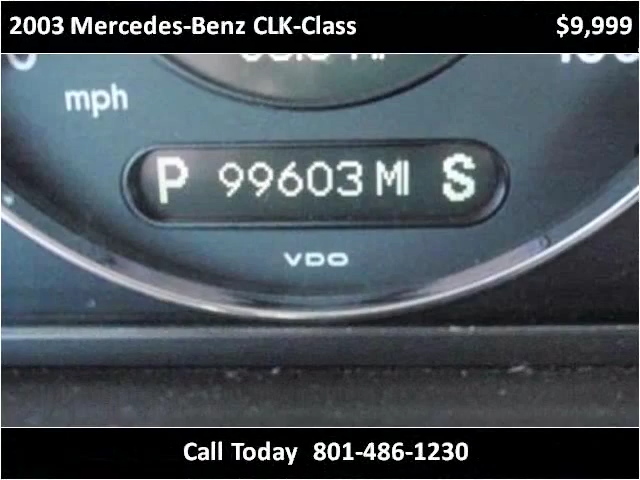 2003 Mercedes-Benz CLK-Class $9,999
mph
P 99603 MI S
VDO
Call Today 801-486-1230